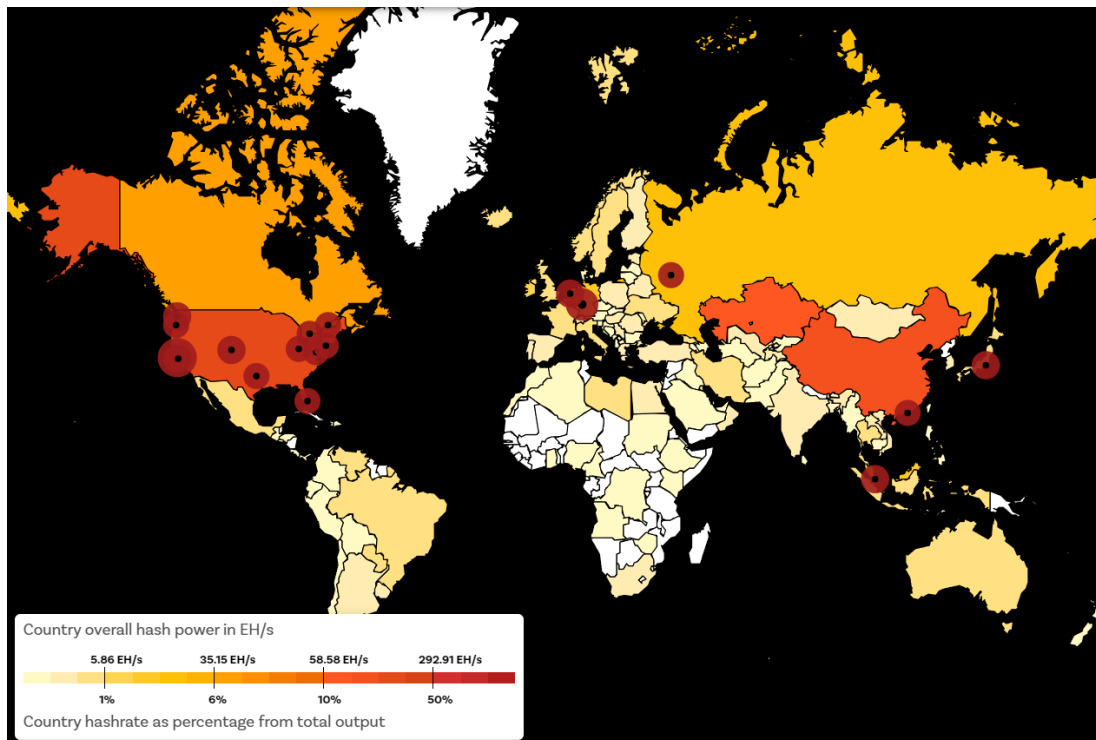 Country overall hash power in EH/s
5.86 EH/s 35.15 EH/s 58.58 EH/s 292.91 EH/s
1% 6% 10% 50%
Country hashrate as percentage from total output